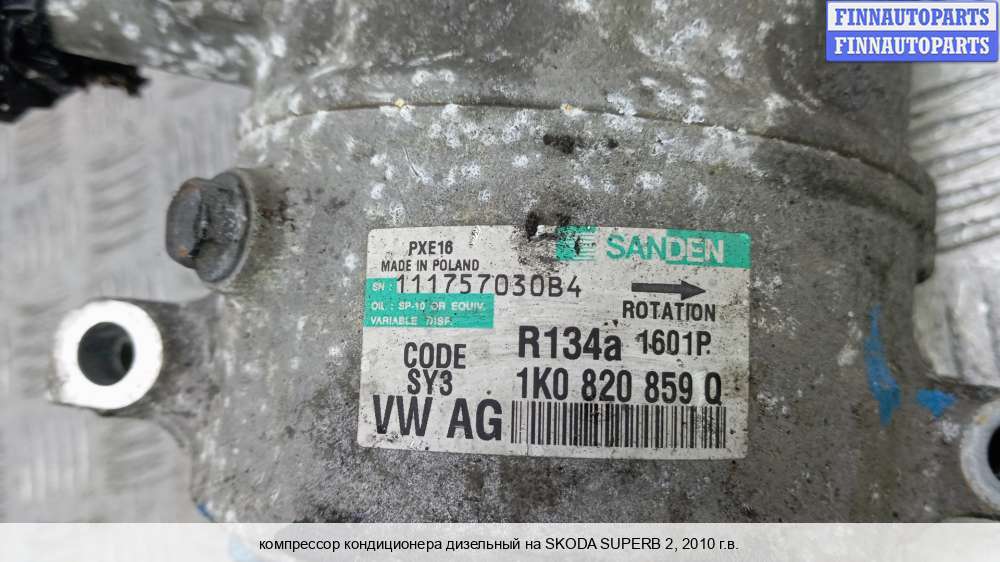 FINNAUTOPARTS
FINNAUTOPARTS
PXE16
MADE IN POLAND
SANDEN
SN : 111757030B4
OIL : SP-10 OR EQUIV.
VARIABLE DISP.
ROTATION
CODE
SY3
R134a 1601P
1K0 820 859 Q
VW AG
компрессор кондиционера дизельный на SKODA SUPERB 2, 2010 г.в.